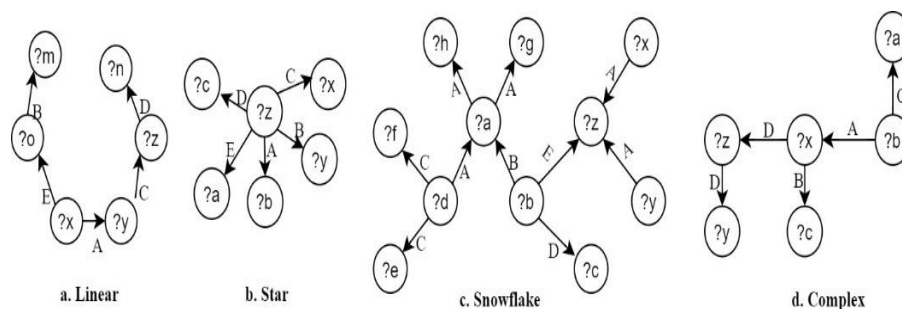 ?m
?n
B
D
?o
?z
E
C
?x
?y
A
a. Linear
?c
C
?x
D
?z
B
E
A
?y
?a
?b
b. Star
?h
?g
?x
A
A
A
?f
?a
?z
C
A
B
E
A
?d
?b
?y
C
D
?e
?c
c. Snowflake
?a
C
?z
D
?x
A
?b
D
B
?y
?c
d. Complex